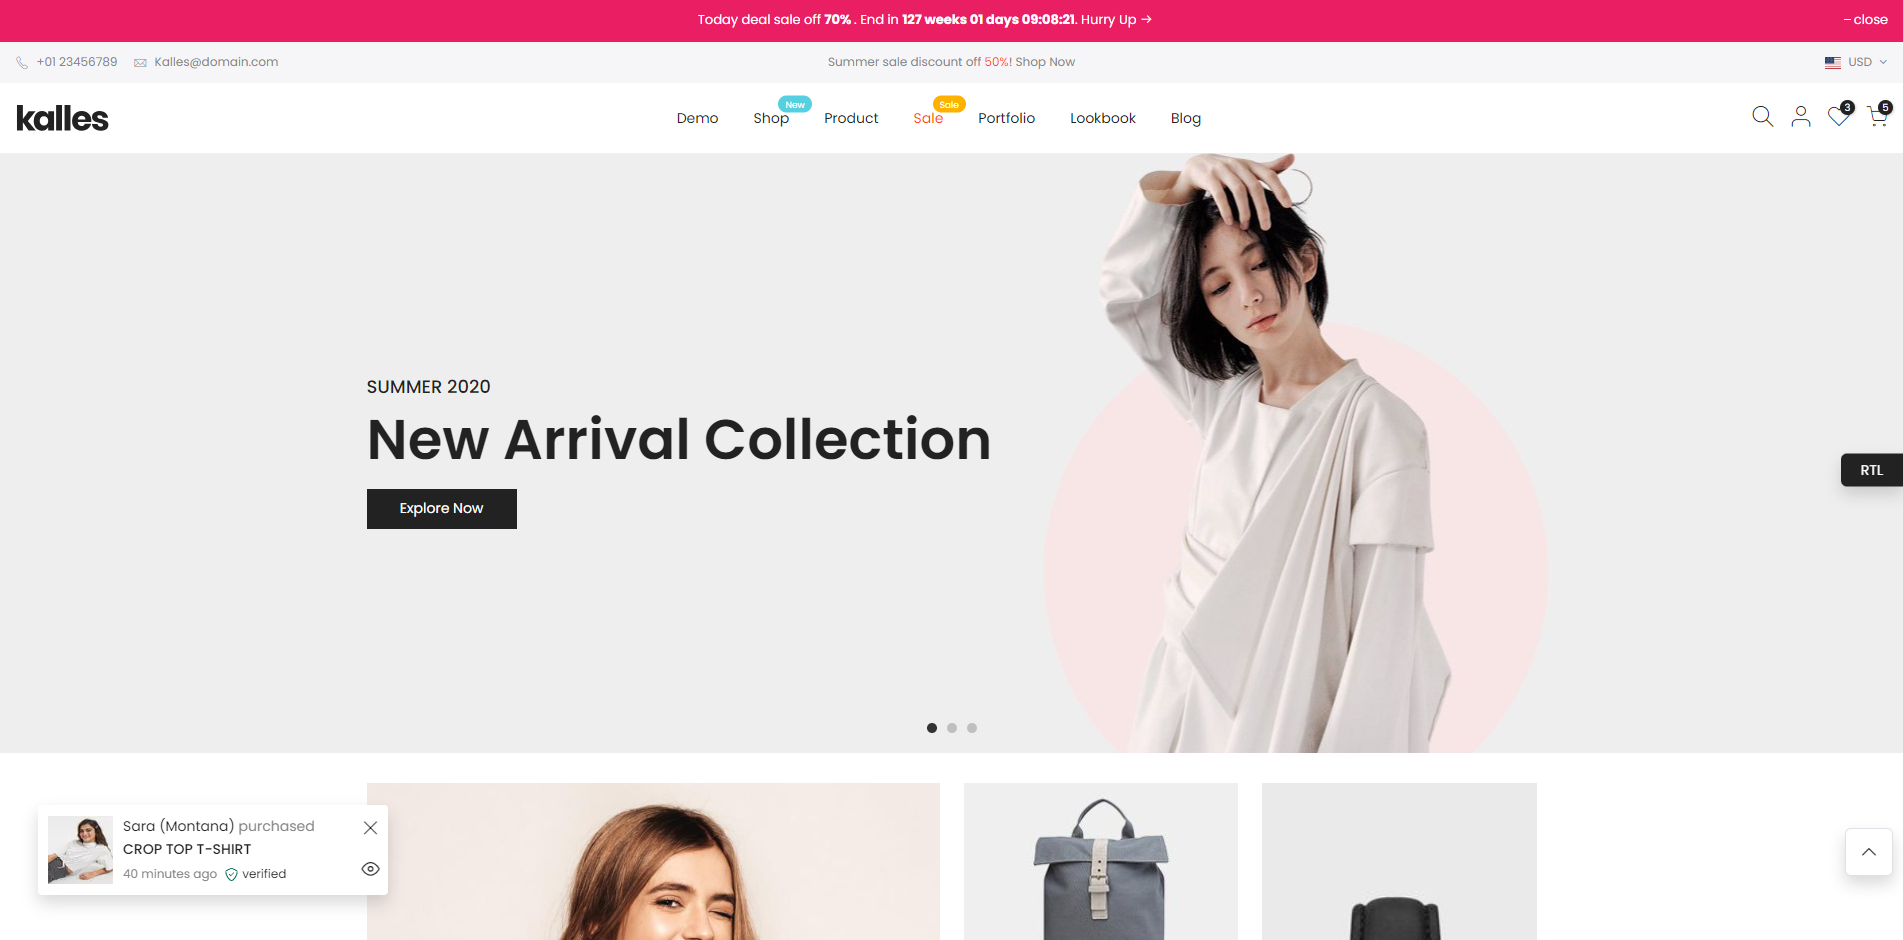 Today deal sale off 70% . End in 127 weeks 01 days 09:08:21. Hurry Up →
– close
+01 23456789
Kalles@domain.com
Summer sale discount off 50%! Shop Now
USD
kalles
Demo
Shop
New
Product
Sale
Sale
Portfolio
Lookbook
Blog
3
5
SUMMER 2020
New Arrival Collection
Explore Now
RTL
Sara (Montana) purchased
CROP TOP T-SHIRT
40 minutes ago verified